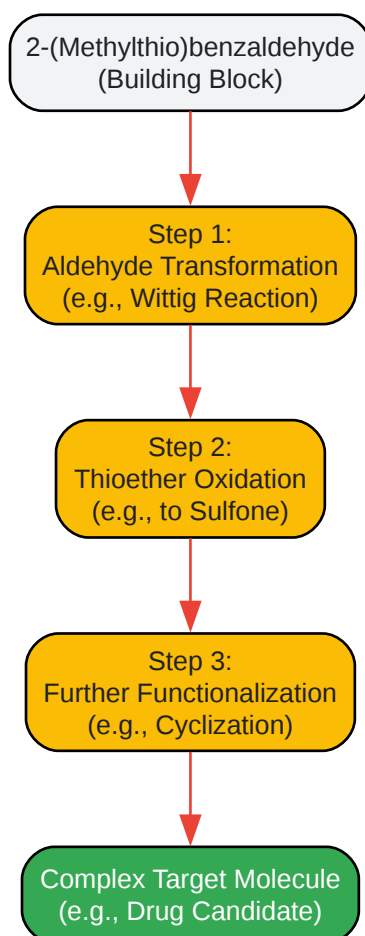 2-(Methylthio)benzaldehyde
(Building Block)
Step 1:
Aldehyde Transformation
(e.g., Wittig Reaction)
Step 2:
Thioether Oxidation
(e.g., to Sulfone)
Step 3:
Further Functionalization
(e.g., Cyclization)
Complex Target Molecule
(e.g., Drug Candidate)